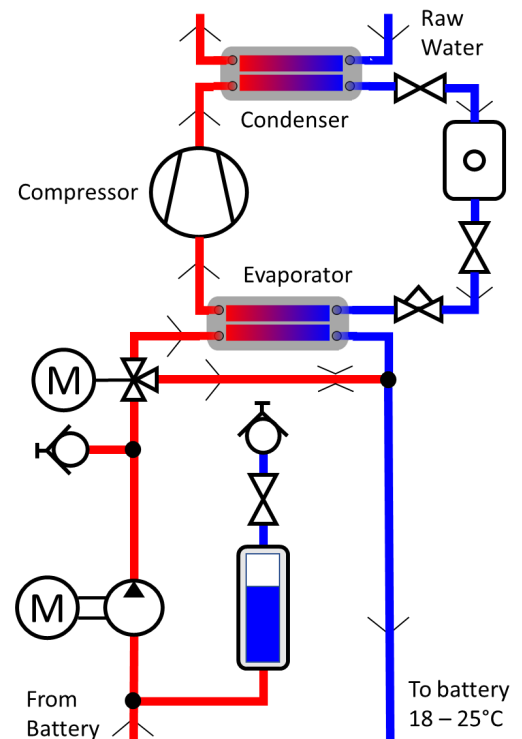 Raw
Water
Condenser
Compressor
Evaporator
M
M
From
Battery
To battery
18 – 25°C